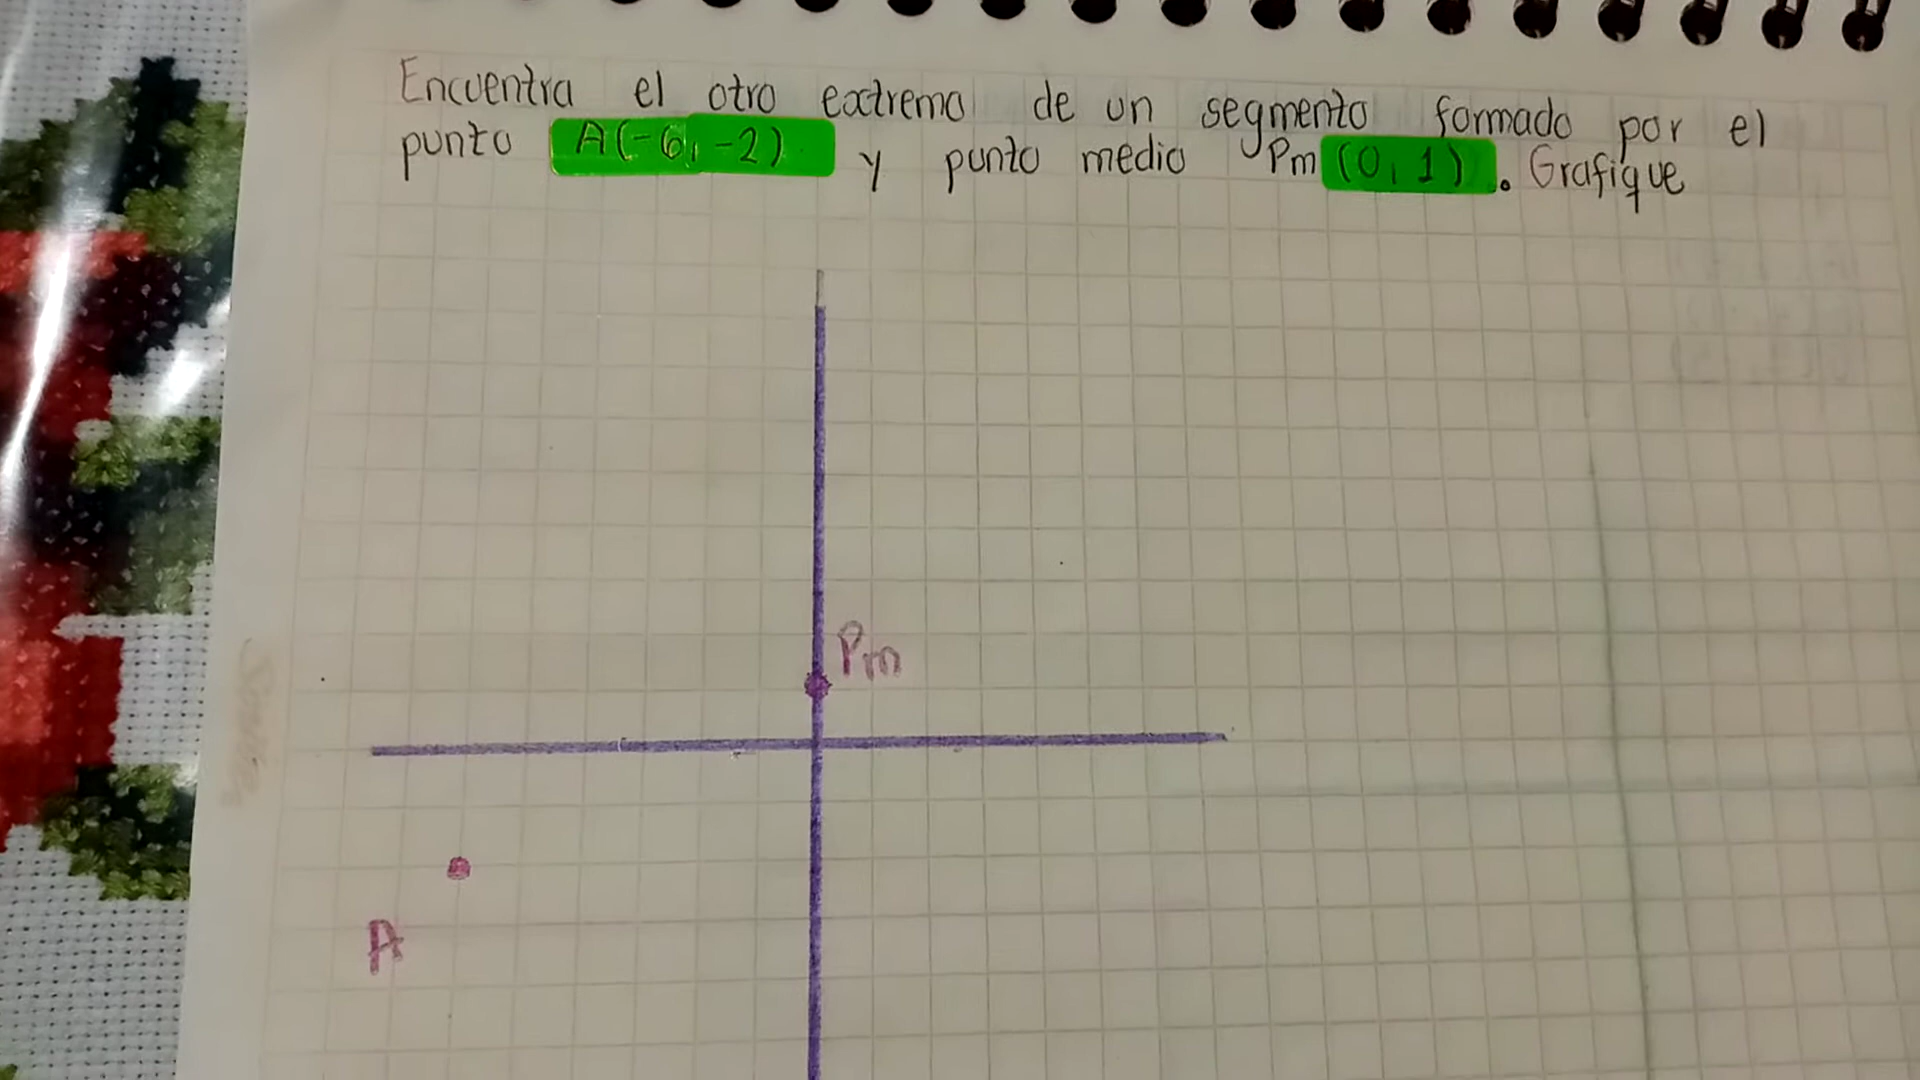 Encuentra el otro extremo de un segmento formado por el
punto A(-6, -2) y punto medio Pm (0, 1). Grafique
Pm
A